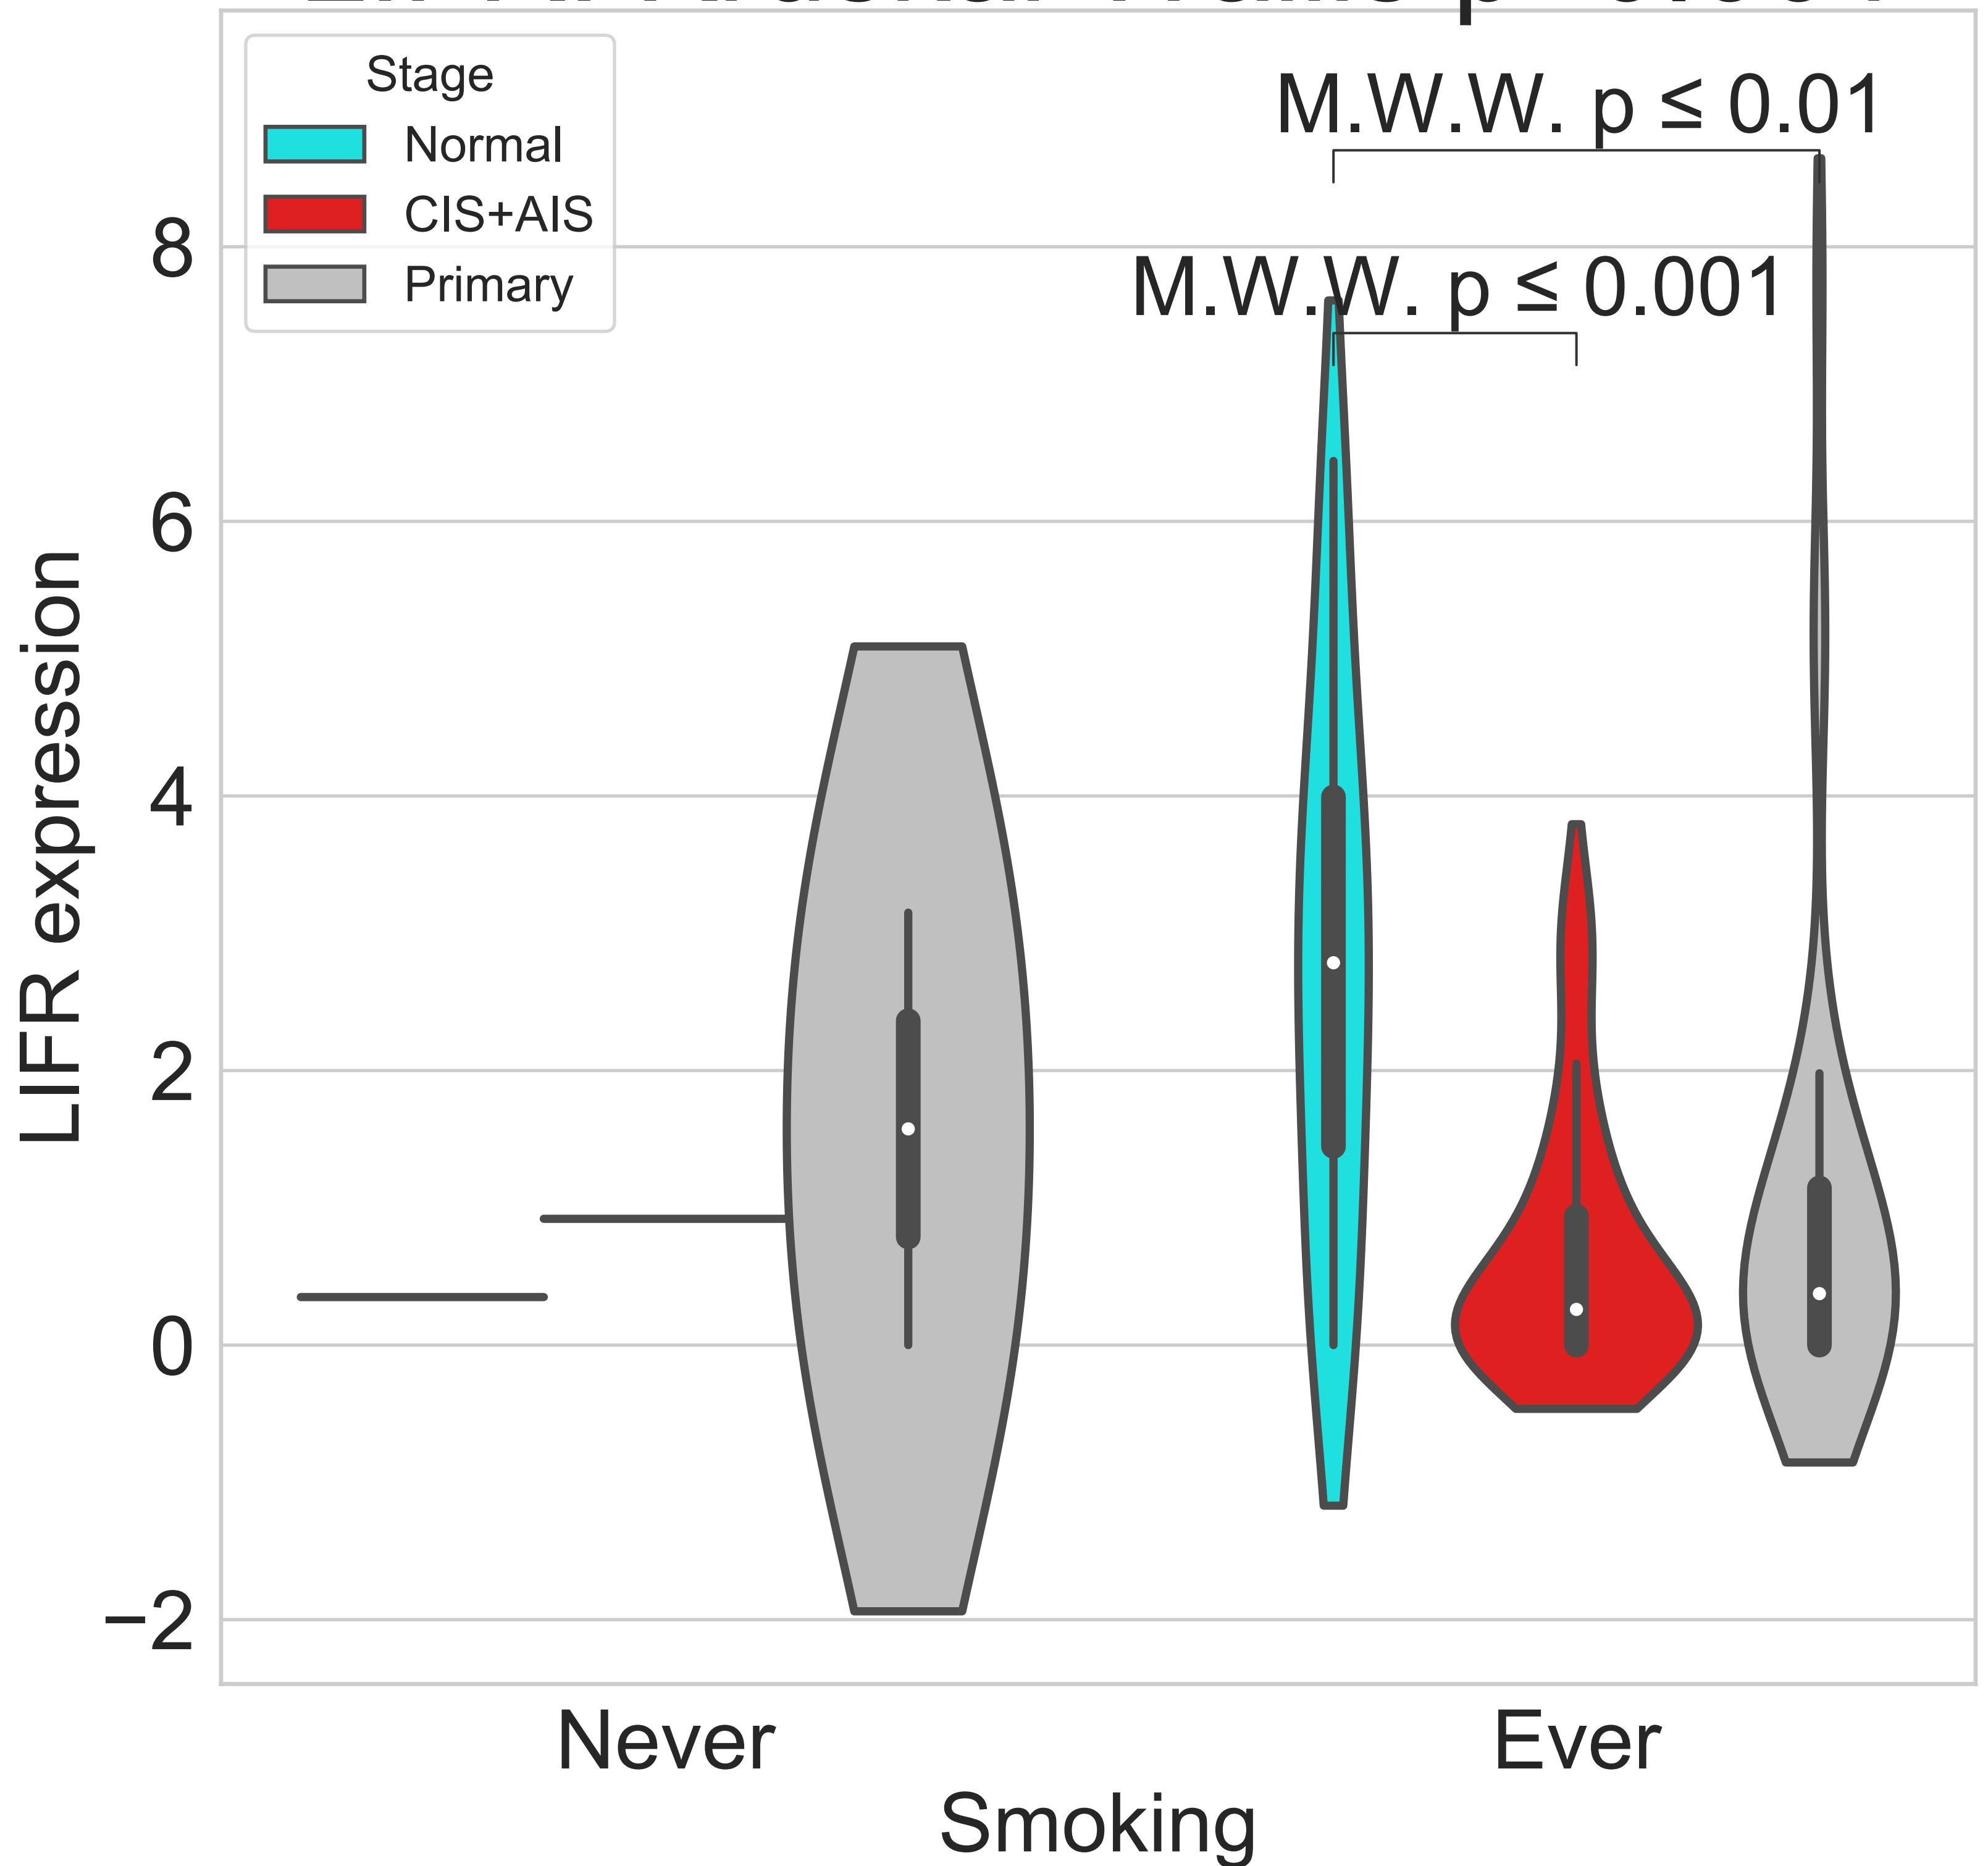 Stage
Normal
CIS+AIS
Primary
M.W.W. p ≤ 0.01
M.W.W. p ≤ 0.001
8
6
4
2
0
−2
LIFR expression
Never
Ever
Smoking